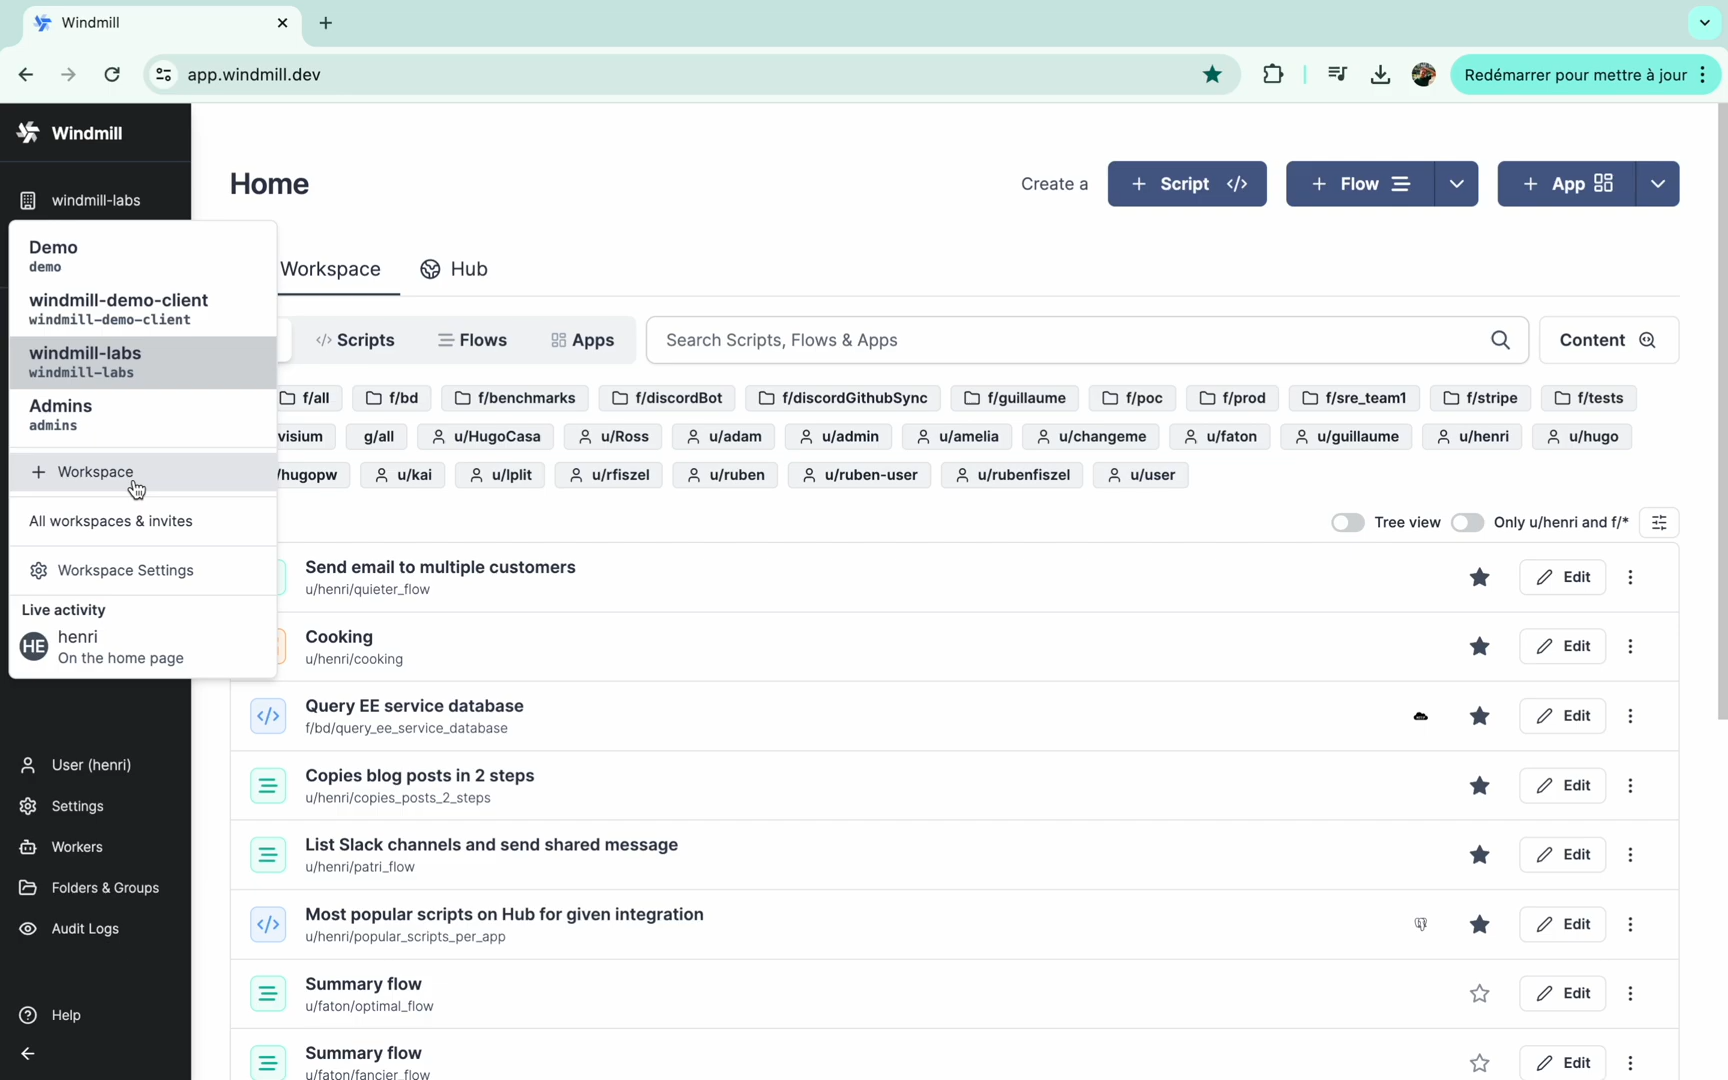 Windmill
app.windmill.dev
Redémarrer pour mettre à jour
Windmill
windmill-labs
Demo
demo
windmill-demo-client
windmill-demo-client
windmill-labs
windmill-labs
Admins
admins
+ Workspace
All workspaces & invites
Workspace Settings
Live activity
HE
henri
On the home page
User (henri)
Settings
Workers
Folders & Groups
Audit Logs
Help
Home
Create a
+ Script </>
+ Flow
+ App
Workspace
Hub
</> Scripts
Flows
Apps
Search Scripts, Flows & Apps
Content
f/all f/bd f/benchmarks f/discordBot f/discordGithubSync f/guillaume f/poc f/prod f/sre_team1 f/stripe f/tests
visium g/all u/HugoCasa u/Ross u/adam u/admin u/amelia u/changeme u/faton u/guillaume u/henri u/hugo
/hugopw u/kai u/lplit u/rfiszel u/ruben u/ruben-user u/rubenfiszel u/user
Tree view Only u/henri and f/*
Send email to multiple customers
u/henri/quieter_flow
Edit
Cooking
u/henri/cooking
Edit
Query EE service database
f/bd/query_ee_service_database
Edit
Copies blog posts in 2 steps
u/henri/copies_posts_2_steps
Edit
List Slack channels and send shared message
u/henri/patri_flow
Edit
Most popular scripts on Hub for given integration
u/henri/popular_scripts_per_app
Edit
Summary flow
u/faton/optimal_flow
Edit
Summary flow
u/faton/fancier_flow
Edit